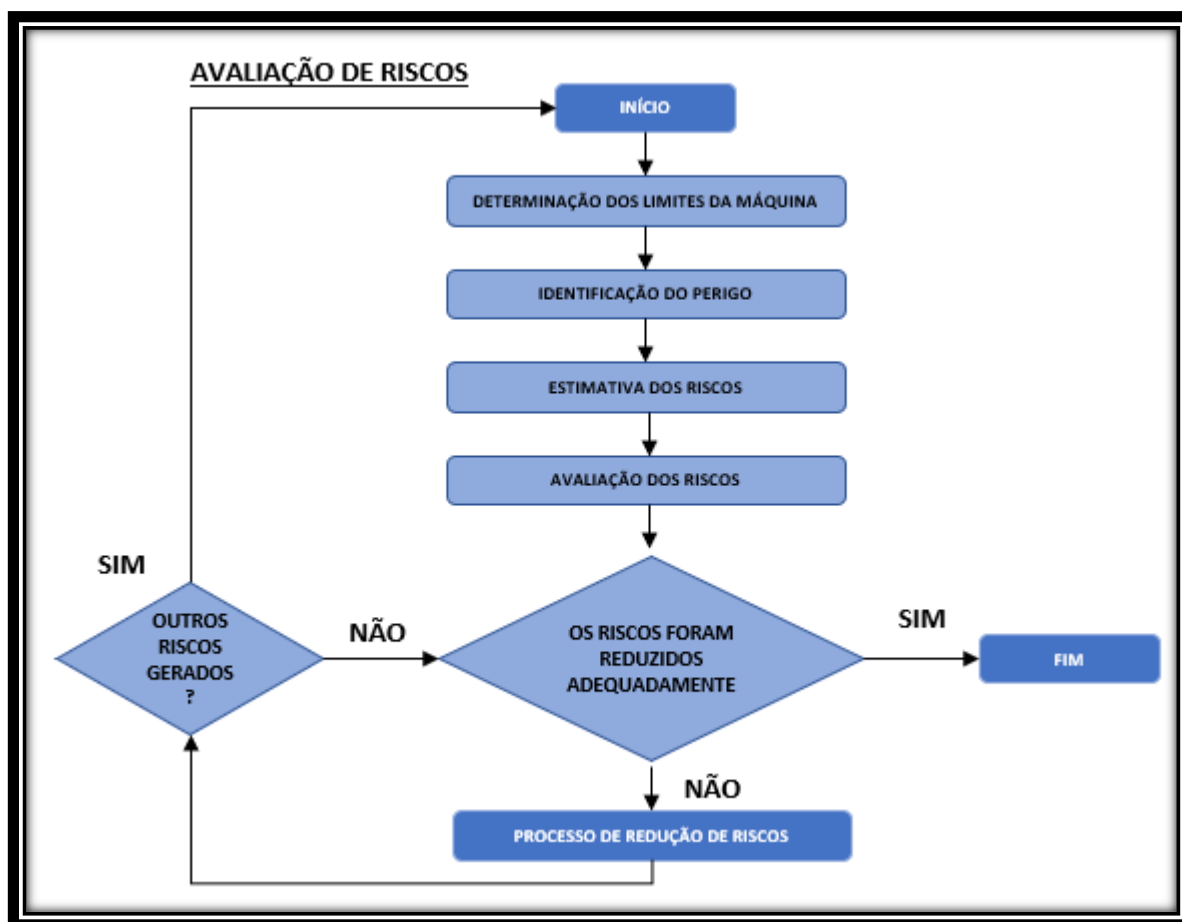 AVALIAÇÃO DE RISCOS
INÍCIO
DETERMINAÇÃO DOS LIMITES DA MÁQUINA
IDENTIFICAÇÃO DO PERIGO
ESTIMATIVA DOS RISCOS
AVALIAÇÃO DOS RISCOS
SIM
OUTROS
RISCOS
GERADOS
?
NÃO
OS RISCOS FORAM
REDUZIDOS
ADEQUADAMENTE
SIM
FIM
NÃO
PROCESSO DE REDUÇÃO DE RISCOS